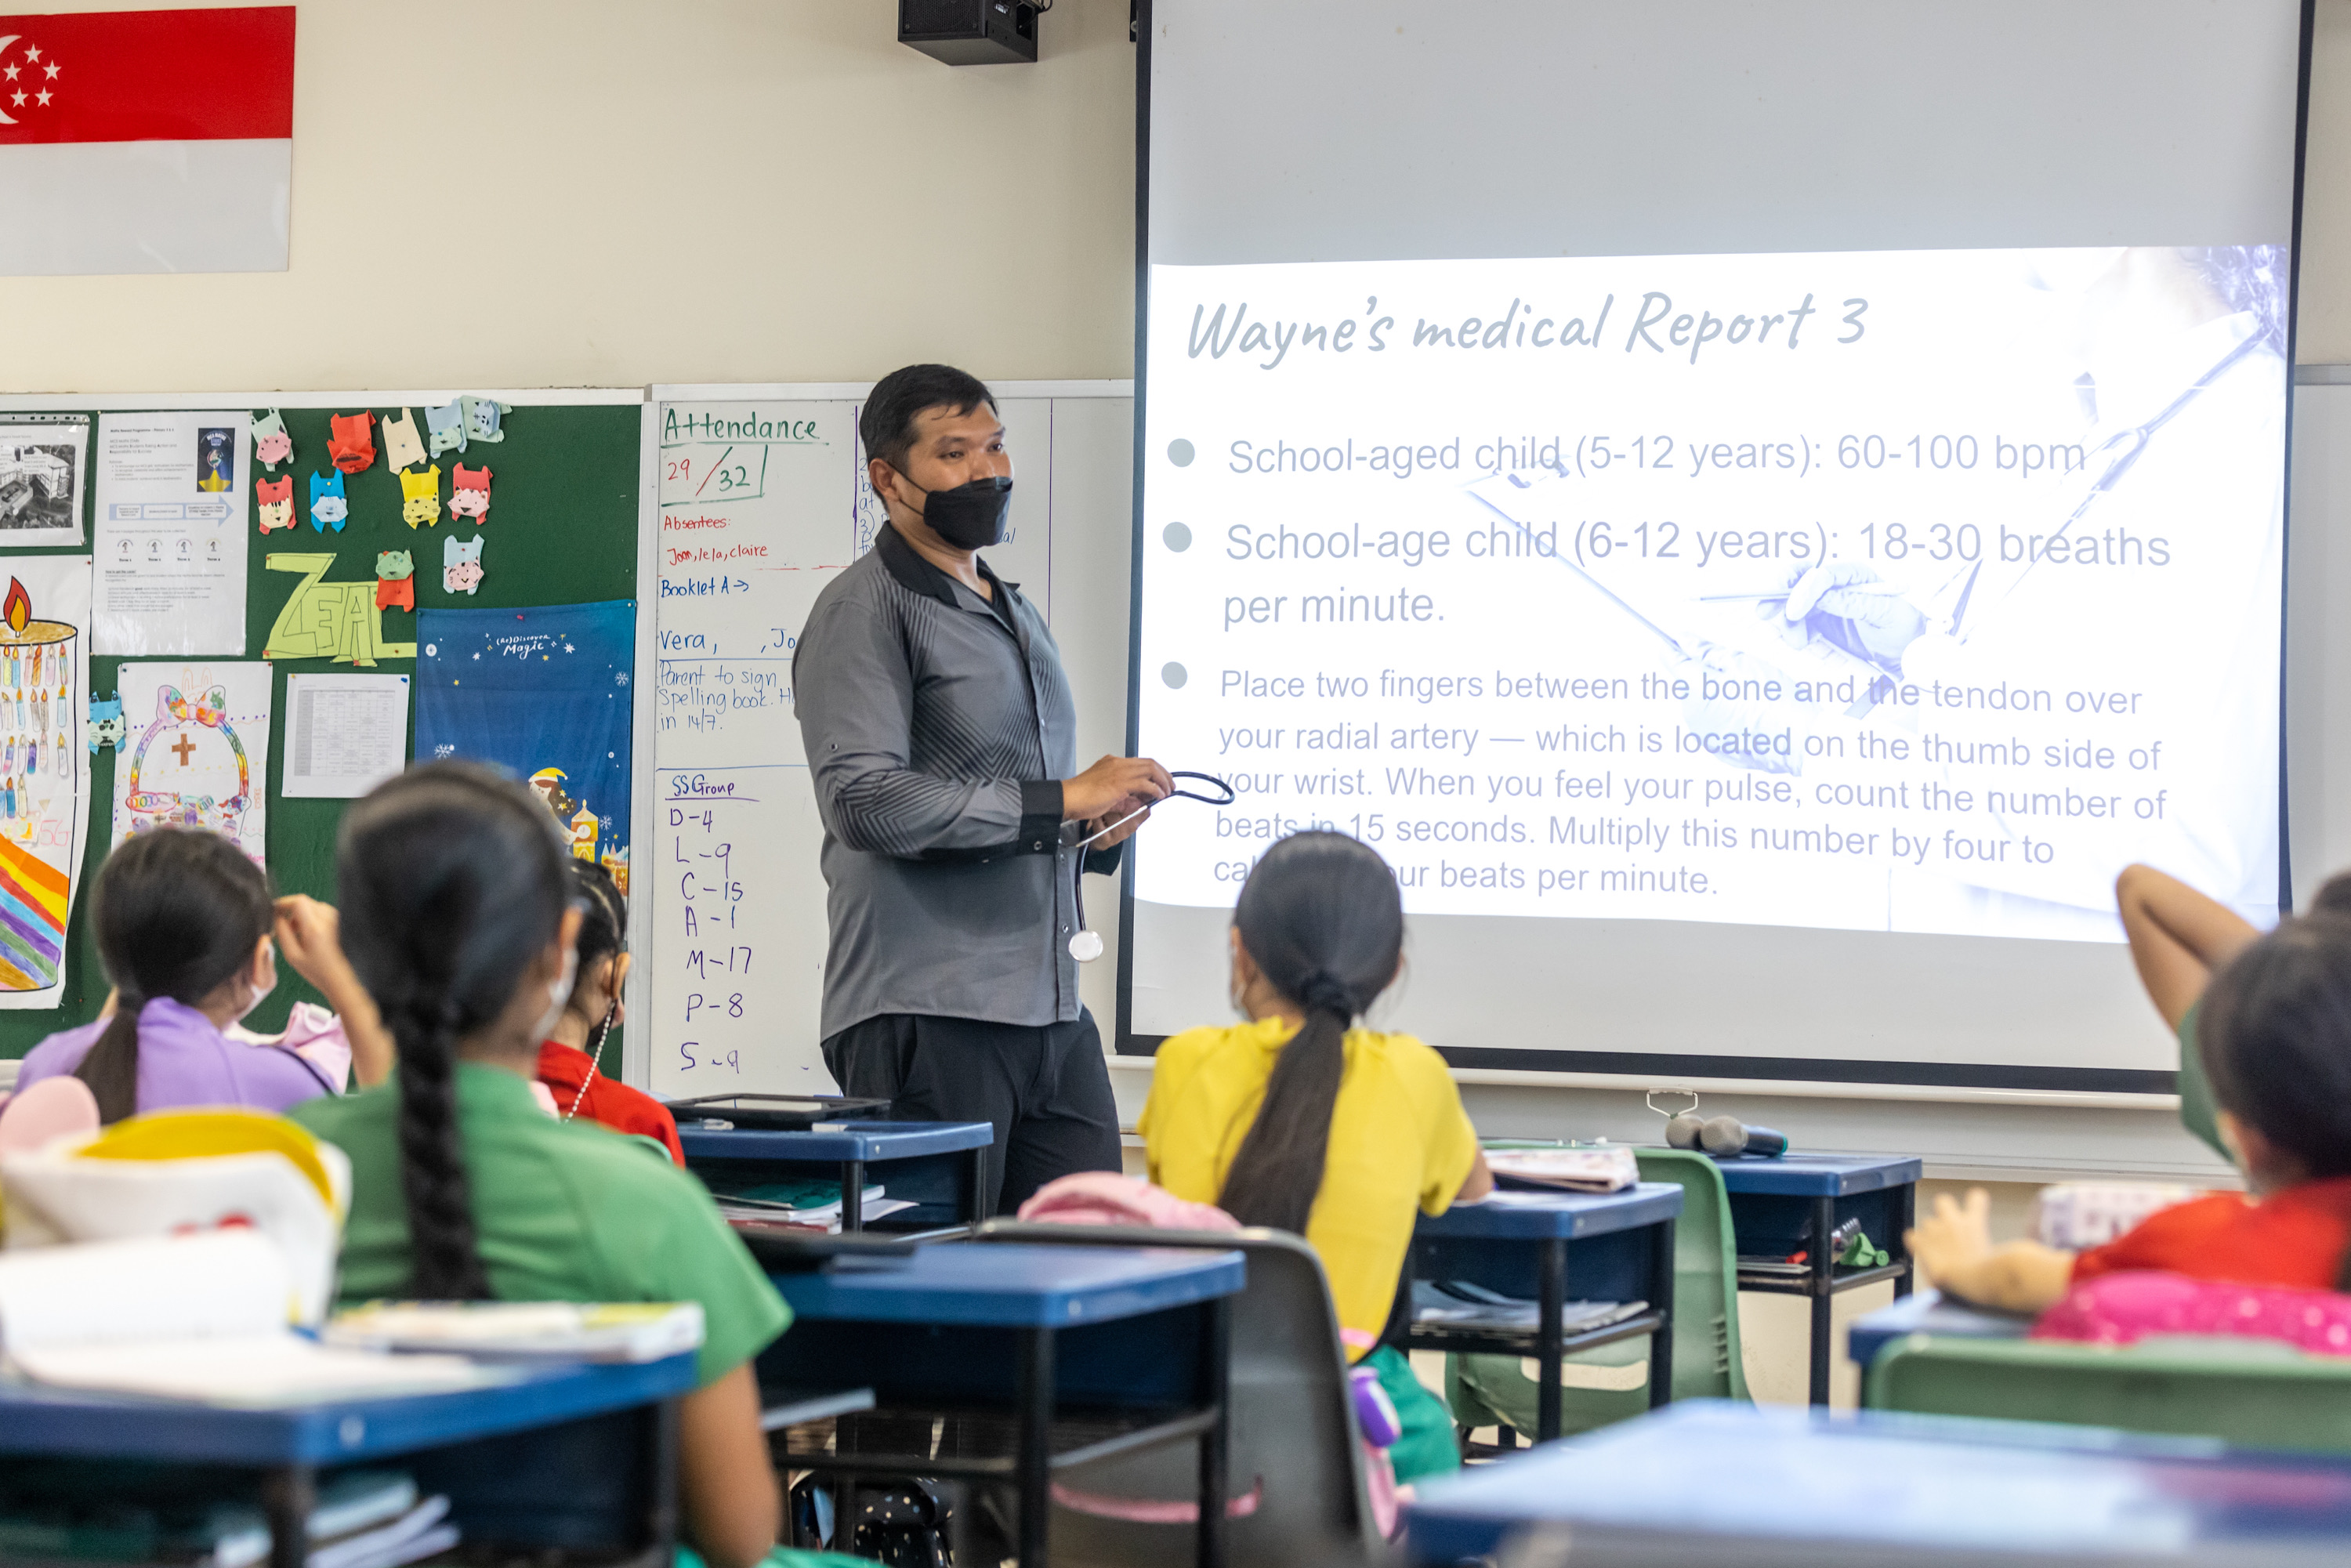 Wayne's medical Report 3
School-aged child (5-12 years): 60-100 bpm
School-age child (6-12 years): 18-30 breaths
per minute.
Place two fingers between the bone and the tendon over
your radial artery — which is located on the thumb side of
your wrist. When you feel your pulse, count the number of
beats in 15 seconds. Multiply this number by four to
ur beats per minute.
Attendance
29/32
Absentees:
Joan, lela, claire
Booklet A →
Vera, , Jo
Parent to sign
Spelling book. H
in 14/7.
SS Group
D-4
L-9
C-15
A-1
M-17
P-8
S-9
ZEAL
(Re)Discover
Magic